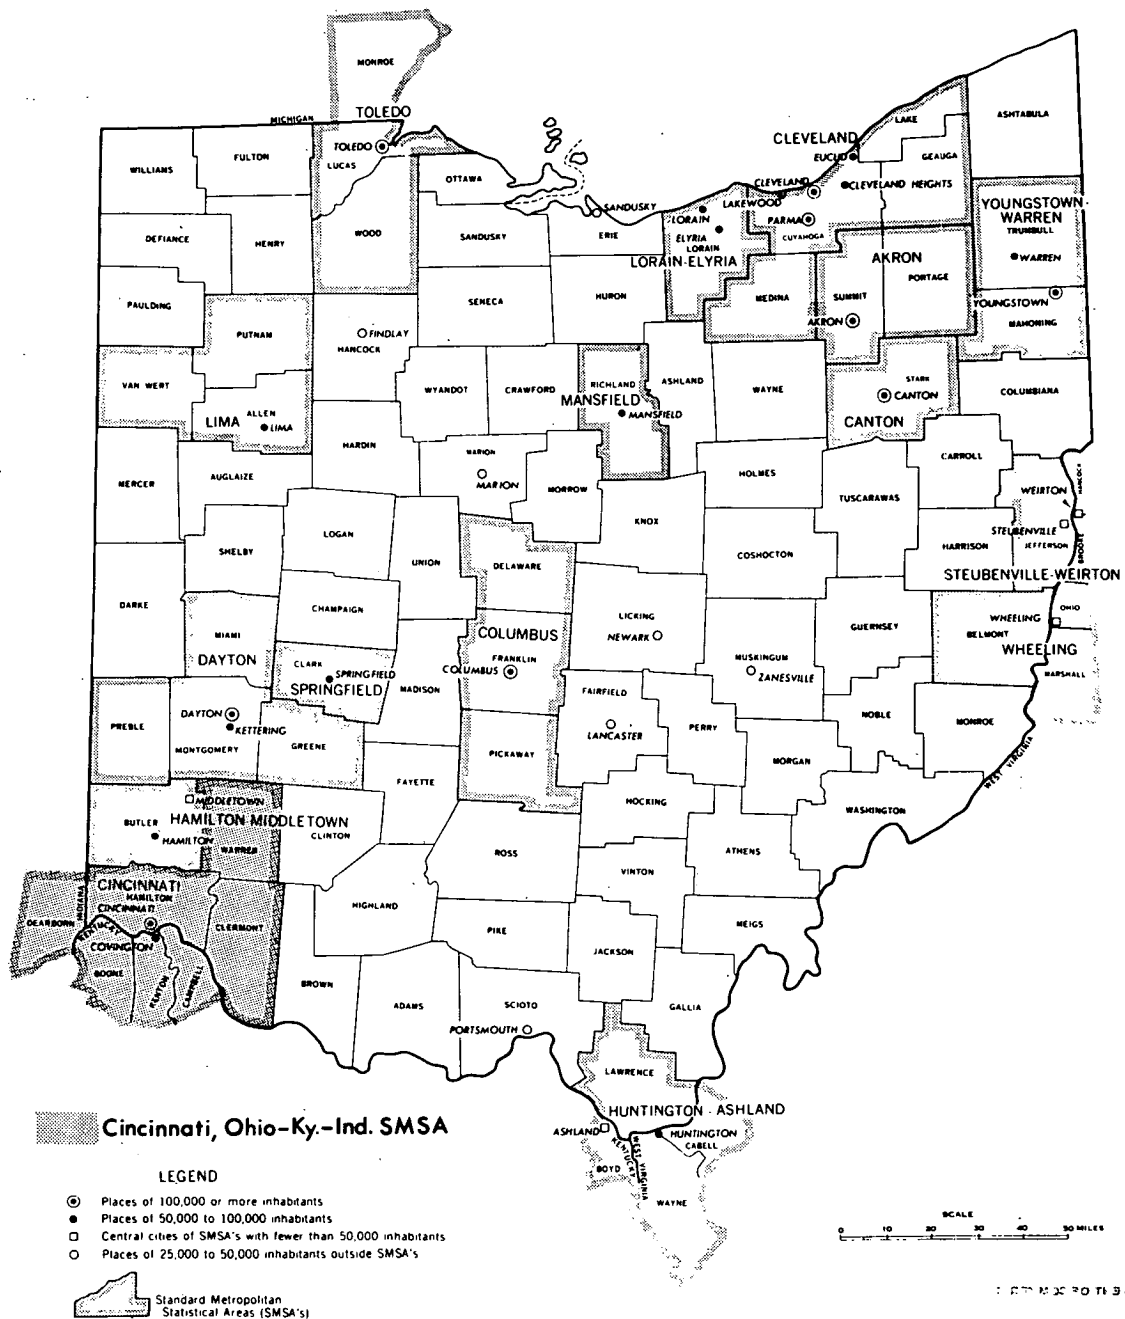 MONROE
TOLEDO
MICHIGAN
CLEVELAND
LAKE
ASHTABULA
TOLEDO
EUCLID
GEAUGA
WILLIAMS
FULTON
LUCAS
OTTAWA
CLEVELAND
CLEVELAND HEIGHTS
LAKEWOOD
SANDUSKY
LORAIN
PARMA
YOUNGSTOWN-
WARREN
TRUMBULL
DEFIANCE
HENRY
WOOD
SANDUSKY
ERIE
ELYRIA
LORAIN
CUYAHOGA
LORAIN-ELYRIA
AKRON
WARREN
PORTAGE
PAULDING
SENECA
HURON
MEDINA
SUMMIT
YOUNGSTOWN
MAHONING
PUTNAM
FINDLAY
HANCOCK
AKRON
VAN WERT
WYANDOT
CRAWFORD
RICHLAND
ASHLAND
WAYNE
STARK
CANTON
COLUMBIANA
MANSFIELD
MANSFIELD
ALLEN
LIMA
LIMA
CANTON
HARDIN
MARION
MARION
MORROW
HOLMES
CARROLL
MERCER
AUGLAIZE
TUSCARAWAS
WEIRTON
HANCOCK
KNOX
LOGAN
STEUBENVILLE
JEFFERSON
BROOKE
SHELBY
UNION
DELAWARE
COSHOCTON
HARRISON
STEUBENVILLE-WEIRTON
DARKE
CHAMPAIGN
LICKING
NEWARK
GUERNSEY
WHEELING
OHIO
BELMONT
MIAMI
COLUMBUS
MUSKINGUM
WHEELING
DAYTON
CLARK
SPRINGFIELD
SPRINGFIELD
FRANKLIN
COLUMBUS
ZANESVILLE
MARSHALL
MADISON
FAIRFIELD
PREBLE
DAYTON
KETTERING
MONTGOMERY
GREENE
LANCASTER
PERRY
NOBLE
MONROE
PICKAWAY
MORGAN
WEST VIRGINIA
FAYETTE
MIDDLETOWN
HOCKING
WASHINGTON
BUTLER
HAMILTON-MIDDLETOWN
HAMILTON
CLINTON
WARREN
ROSS
ATHENS
VINTON
CINCINNATI
HAMILTON
CINCINNATI
INDIANA
DEARBORN
KENTUCKY
CLERMONT
HIGHLAND
PIKE
MEIGS
COVINGTON
JACKSON
BOONE
KENTON
CAMPBELL
BROWN
ADAMS
SCIOTO
GALLIA
PORTSMOUTH
LAWRENCE
HUNTINGTON - ASHLAND
ASHLAND
HUNTINGTON
CABELL
KENTUCKY
WEST VIRGINIA
BOYD
WAYNE
Cincinnati, Ohio-Ky.-Ind. SMSA
LEGEND
Places of 100,000 or more inhabitants
Places of 50,000 to 100,000 inhabitants
Central cities of SMSA's with fewer than 50,000 inhabitants
Places of 25,000 to 50,000 inhabitants outside SMSA's
Standard Metropolitan
Statistical Areas (SMSA's)
SCALE
0 10 20 30 40 50 MILES